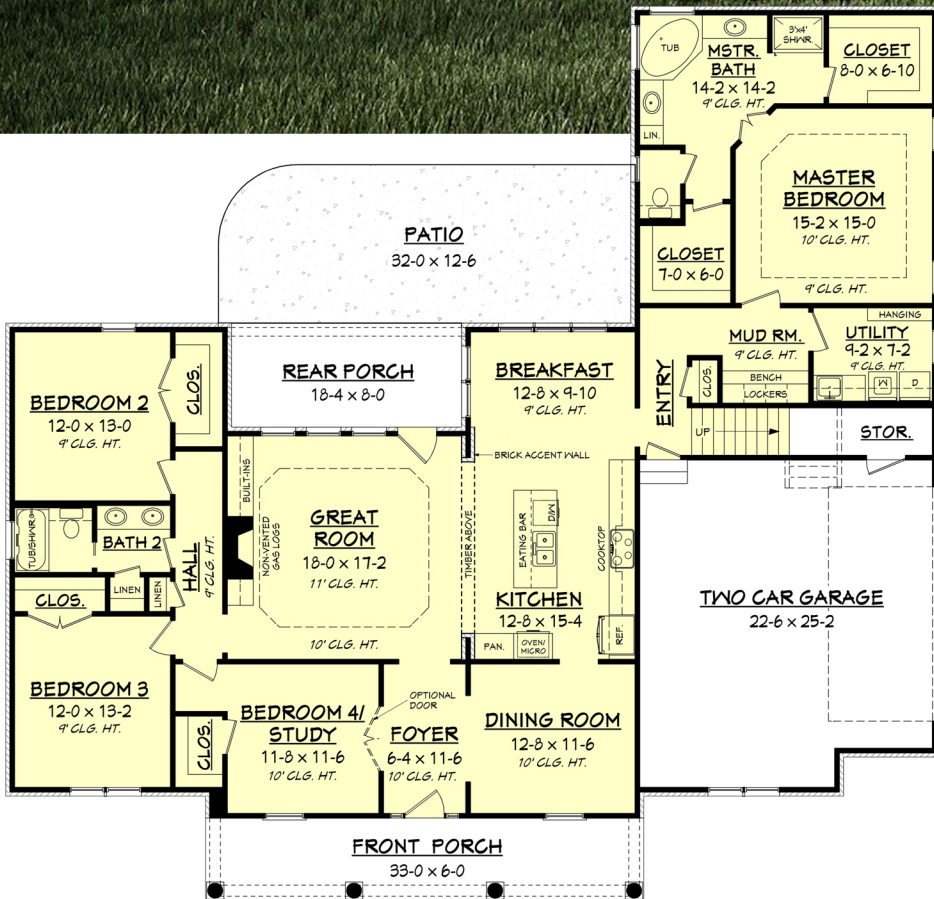 TUB
MSTR.
BATH
14-2 x 14-2
9' CLG. HT.
3'x4'
SHWR.
CLOSET
8-0 x 6-10
LIN.
MASTER
BEDROOM
15-2 x 15-0
10' CLG. HT.
9' CLG. HT.
CLOSET
7-0 x 6-0
PATIO
32-0 x 12-6
HANGING
UTILITY
9-2 x 7-2
9' CLG. HT.
W
D
MUD RM.
9' CLG. HT.
BENCH
LOCKERS
CLOS.
ENTRY
UP
STOR.
REAR PORCH
18-4 x 8-0
BREAKFAST
12-8 x 9-10
9' CLG. HT.
BRICK ACCENT WALL
BEDROOM 2
12-0 x 13-0
9' CLG. HT.
CLOS.
BUILT-INS
NON-VENTED
GAS LOGS
GREAT
ROOM
18-0 x 17-2
11' CLG. HT.
10' CLG. HT.
TIMBER ABOVE
EATING BAR
D/W
COOKTOP
KITCHEN
12-8 x 15-4
PAN.
OVEN/
MICRO
REF.
TUB/SHWR.
BATH 2
HALL
9' CLG. HT.
LINEN
LINEN
CLOS.
TWO CAR GARAGE
22-6 x 25-2
BEDROOM 3
12-0 x 13-2
9' CLG. HT.
CLOS.
BEDROOM 4/
STUDY
11-8 x 11-6
10' CLG. HT.
OPTIONAL
DOOR
FOYER
6-4 x 11-6
10' CLG. HT.
DINING ROOM
12-8 x 11-6
10' CLG. HT.
FRONT PORCH
33-0 x 6-0